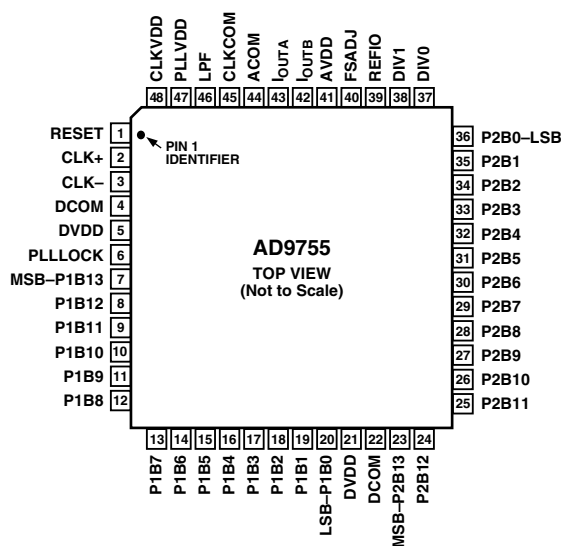 CLKVDD
PLLVDD
LPF
CLKCOM
ACOM
IOUTA
IOUTB
AVDD
FSADJ
REFIO
DIV1
DIV0
48 47 46 45 44 43 42 41 40 39 38 37
RESET 1
CLK+ 2
CLK– 3
DCOM 4
DVDD 5
PLLLOCK 6
MSB–P1B13 7
P1B12 8
P1B11 9
P1B10 10
P1B9 11
P1B8 12
PIN 1
IDENTIFIER
AD9755
TOP VIEW
(Not to Scale)
36 P2B0–LSB
35 P2B1
34 P2B2
33 P2B3
32 P2B4
31 P2B5
30 P2B6
29 P2B7
28 P2B8
27 P2B9
26 P2B10
25 P2B11
13 14 15 16 17 18 19 20 21 22 23 24
P1B7
P1B6
P1B5
P1B4
P1B3
P1B2
P1B1
LSB–P1B0
DVDD
DCOM
MSB–P2B13
P2B12